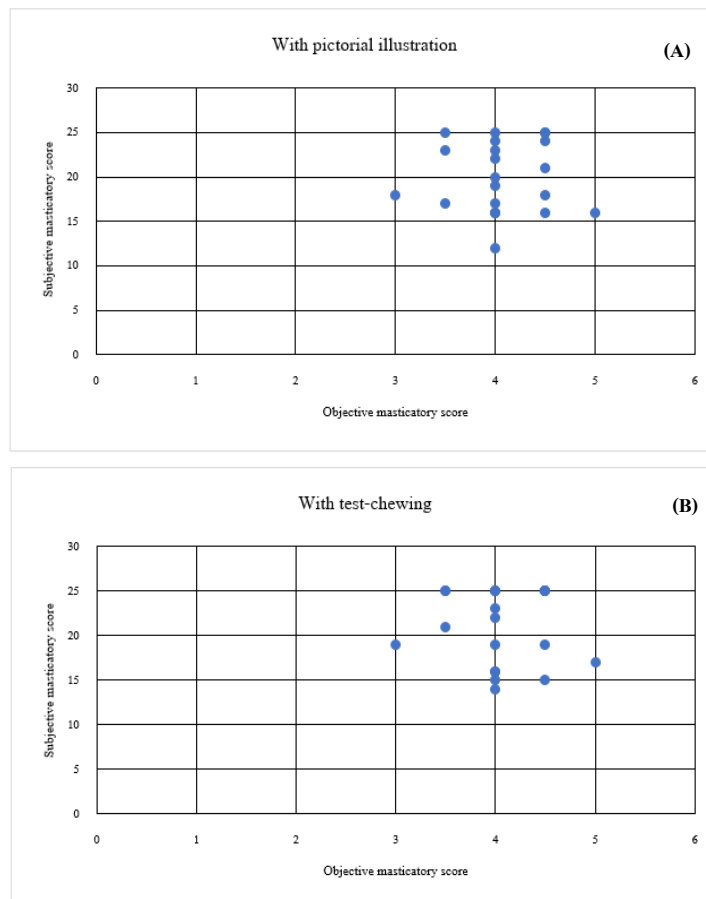 With pictorial illustration
(A)
30
25
20
15
10
5
0
Subjective masticatory score
0 1 2 3 4 5 6
Objective masticatory score
With test-chewing
(B)
30
25
20
15
10
5
0
Subjective masticatory score
0 1 2 3 4 5 6
Objective masticatory score